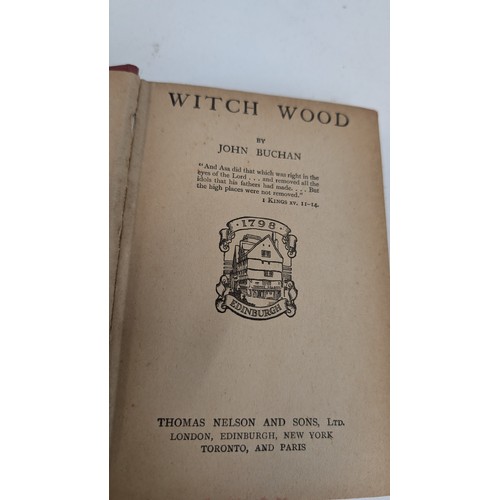 WITCH WOOD
BY
JOHN BUCHAN
"And Asa did that which was right in the
eyes of the Lord . . . and removed all the
idols that his fathers had made. . . . But
the high places were not removed."
1 KINGS xv. 11-14.
· 1798 ·
EDINBURGH
THOMAS NELSON AND SONS, LTD.
LONDON, EDINBURGH, NEW YORK
TORONTO, AND PARIS